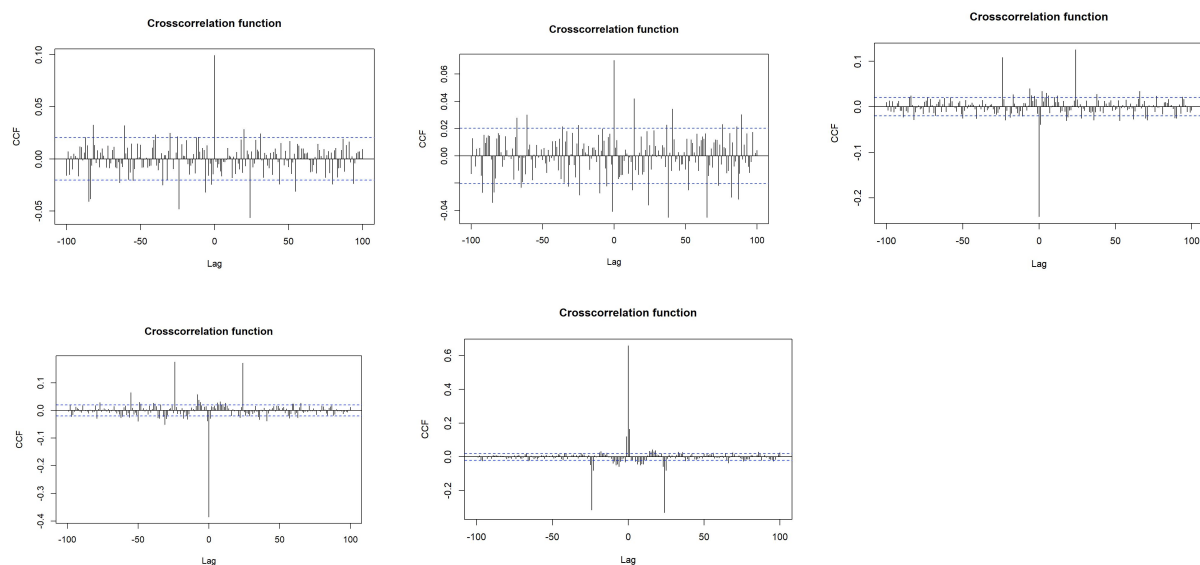 Crosscorrelation function
CCF
0.10
0.05
0.00
-0.05
-100 -50 0 50 100
Lag
Crosscorrelation function
CCF
0.06
0.04
0.02
0.00
-0.04
-100 -50 0 50 100
Lag
Crosscorrelation function
CCF
0.1
0.0
-0.1
-0.2
-100 -50 0 50 100
Lag
Crosscorrelation function
CCF
0.1
0.0
-0.1
-0.2
-0.3
-0.4
-100 -50 0 50 100
Lag
Crosscorrelation function
CCF
0.6
0.4
0.2
0.0
-0.2
-100 -50 0 50 100
Lag